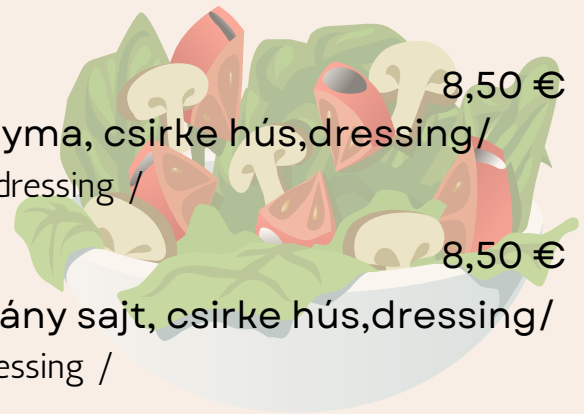 8,50 €
yma, csirke hús,dressing/
dressing /
8,50 €
ány sajt, csirke hús,dressing/
essing /